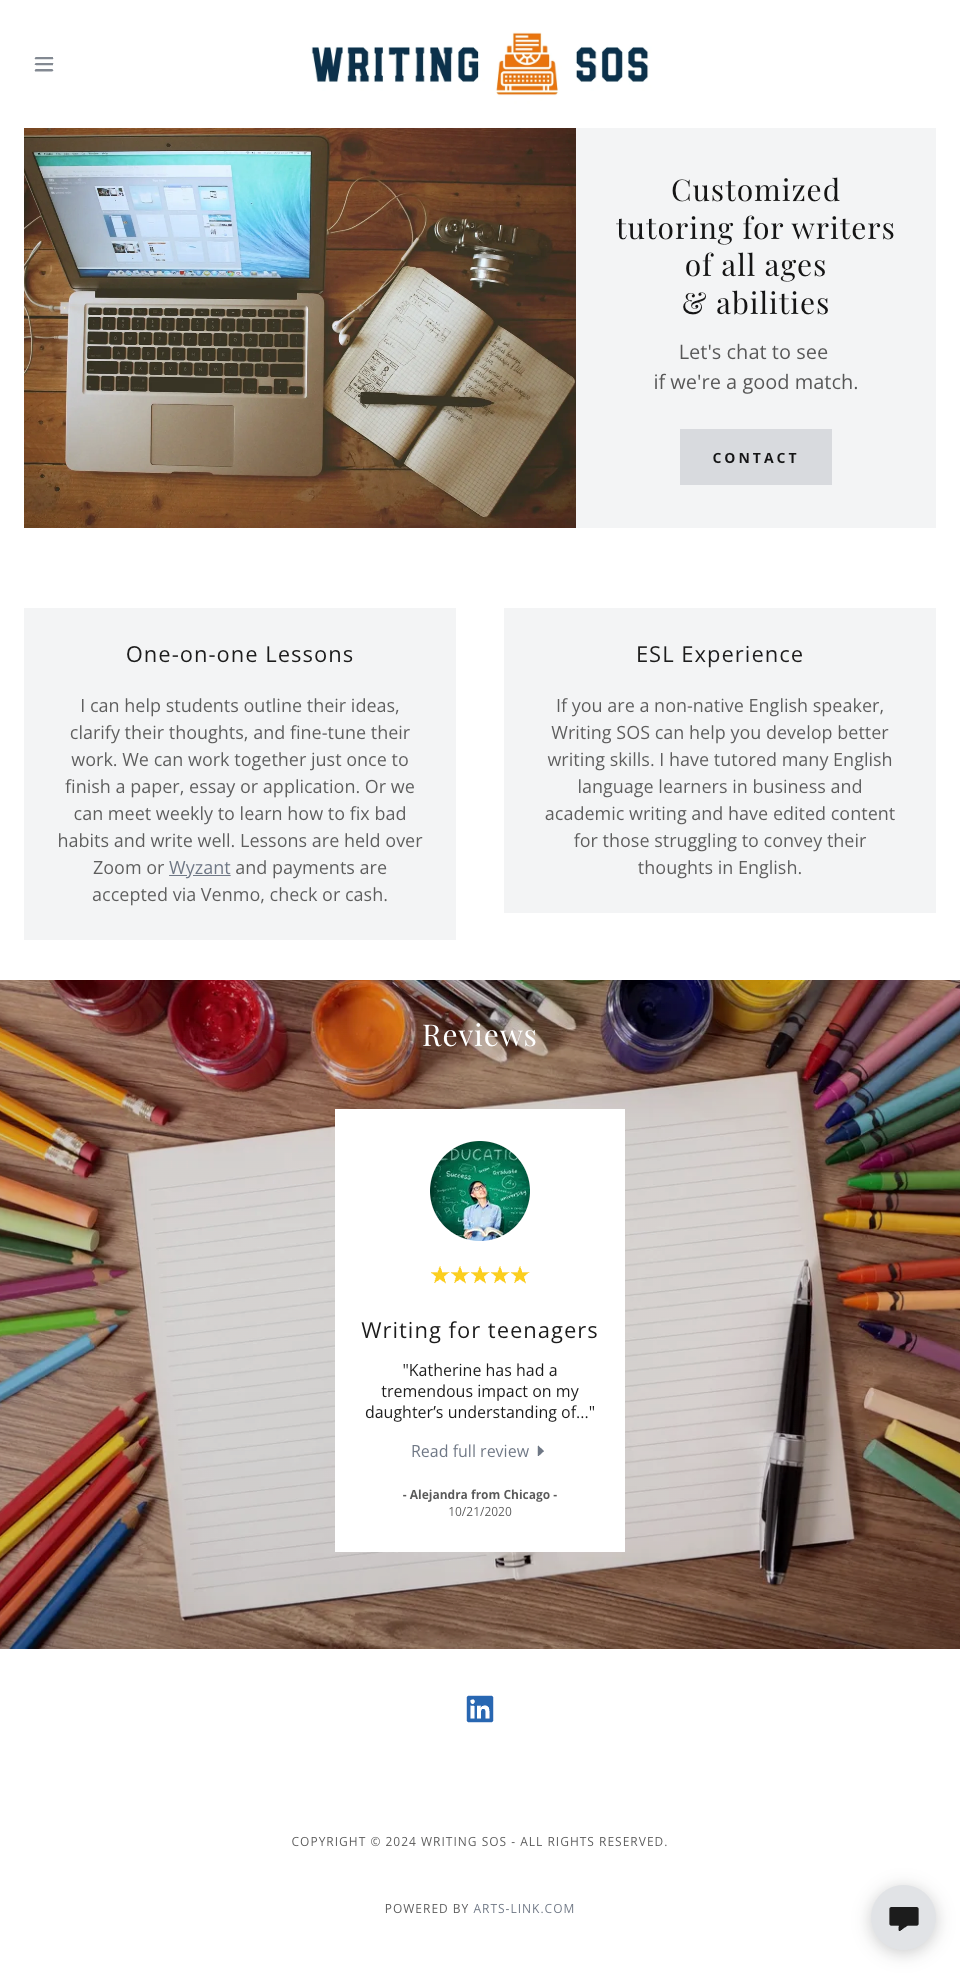 WRITING SOS
Customized
tutoring for writers
of all ages
& abilities
Let's chat to see
if we're a good match.
CONTACT
One-on-one Lessons
I can help students outline their ideas,
clarify their thoughts, and fine-tune their
work. We can work together just once to
finish a paper, essay or application. Or we
can meet weekly to learn how to fix bad
habits and write well. Lessons are held over
Zoom or Wyzant and payments are
accepted via Venmo, check or cash.
ESL Experience
If you are a non-native English speaker,
Writing SOS can help you develop better
writing skills. I have tutored many English
language learners in business and
academic writing and have edited content
for those struggling to convey their
thoughts in English.
Reviews
EDUCATIO
Success
Graduate
University
Writing for teenagers
"Katherine has had a
tremendous impact on my
daughter’s understanding of..."
Read full review
- Alejandra from Chicago -
10/21/2020
in
COPYRIGHT © 2024 WRITING SOS - ALL RIGHTS RESERVED.
POWERED BY ARTS-LINK.COM